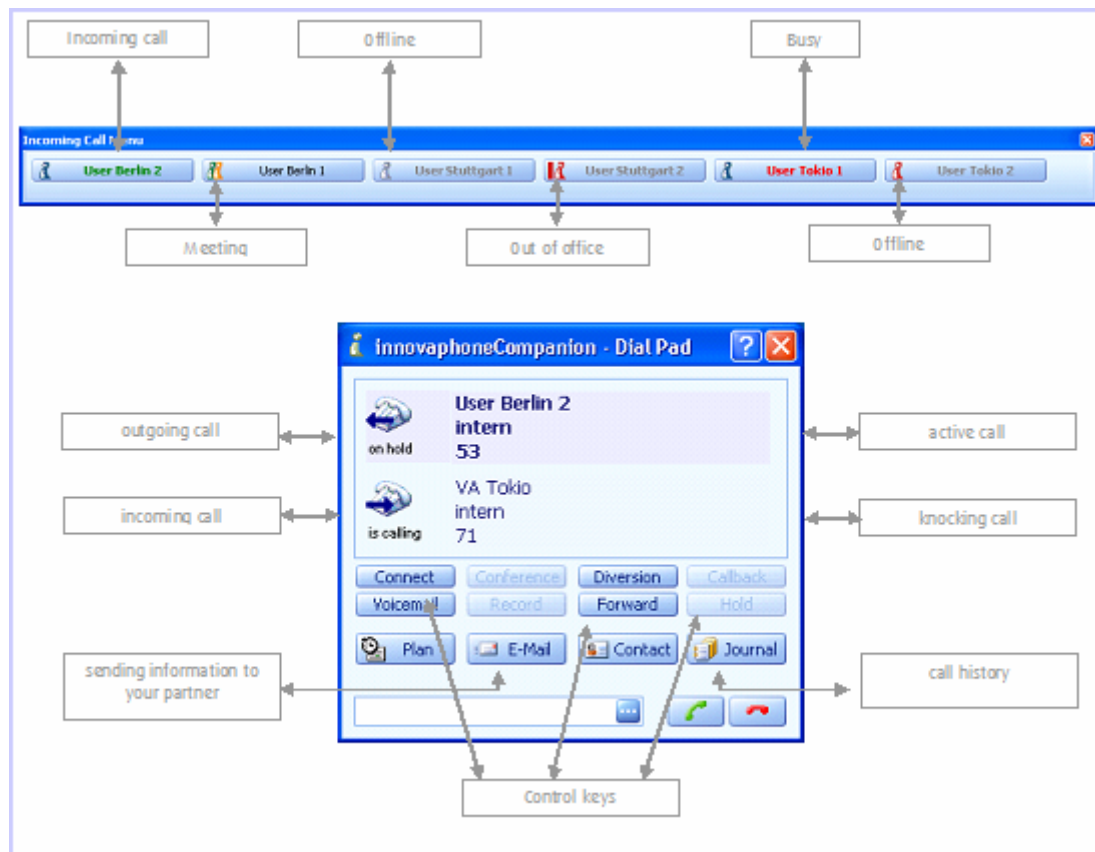 Incoming call
Offline
Busy
Incoming Call Menu
User Berlin 2
User Berlin 1
User Stuttgart 1
User Stuttgart 2
User Tokio 1
User Tokio 2
Meeting
Out of office
Offline
innovaphoneCompanion - Dial Pad
outgoing call
on hold
User Berlin 2
intern
53
active call
incoming call
is calling
VA Tokio
intern
71
knocking call
Connect
Conference
Diversion
Callback
Voicemail
Record
Forward
Hold
Plan
E-Mail
Contact
Journal
sending information to
your partner
call history
Control keys